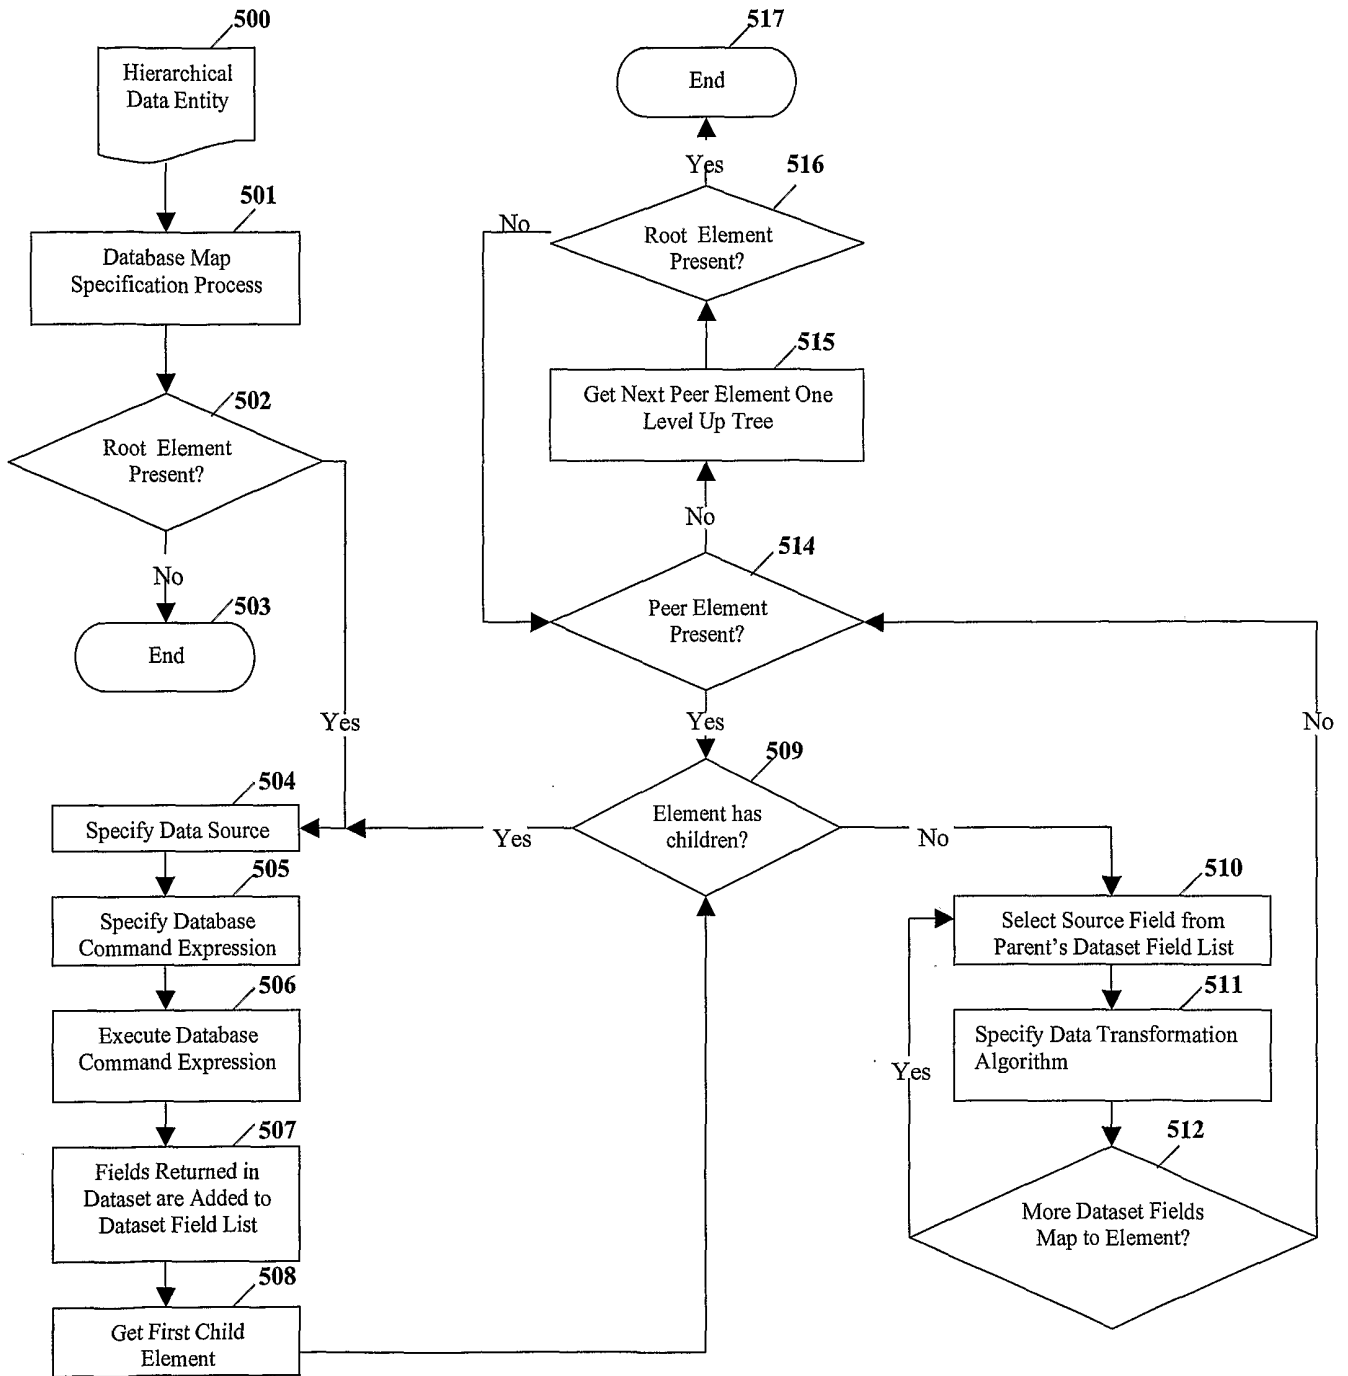 500
Hierarchical
Data Entity
501
Database Map
Specification Process
502
Root Element
Present?
No
503
End
Yes
504
Specify Data Source
505
Specify Database
Command Expression
506
Execute Database
Command Expression
507
Fields Returned in
Dataset are Added to
Dataset Field List
508
Get First Child
Element
517
End
Yes
516
No
Root Element
Present?
515
Get Next Peer Element One
Level Up Tree
No
514
Peer Element
Present?
Yes
509
Element has
children?
Yes
No
510
Select Source Field from
Parent's Dataset Field List
511
Specify Data Transformation
Algorithm
Yes
512
More Dataset Fields
Map to Element?
No